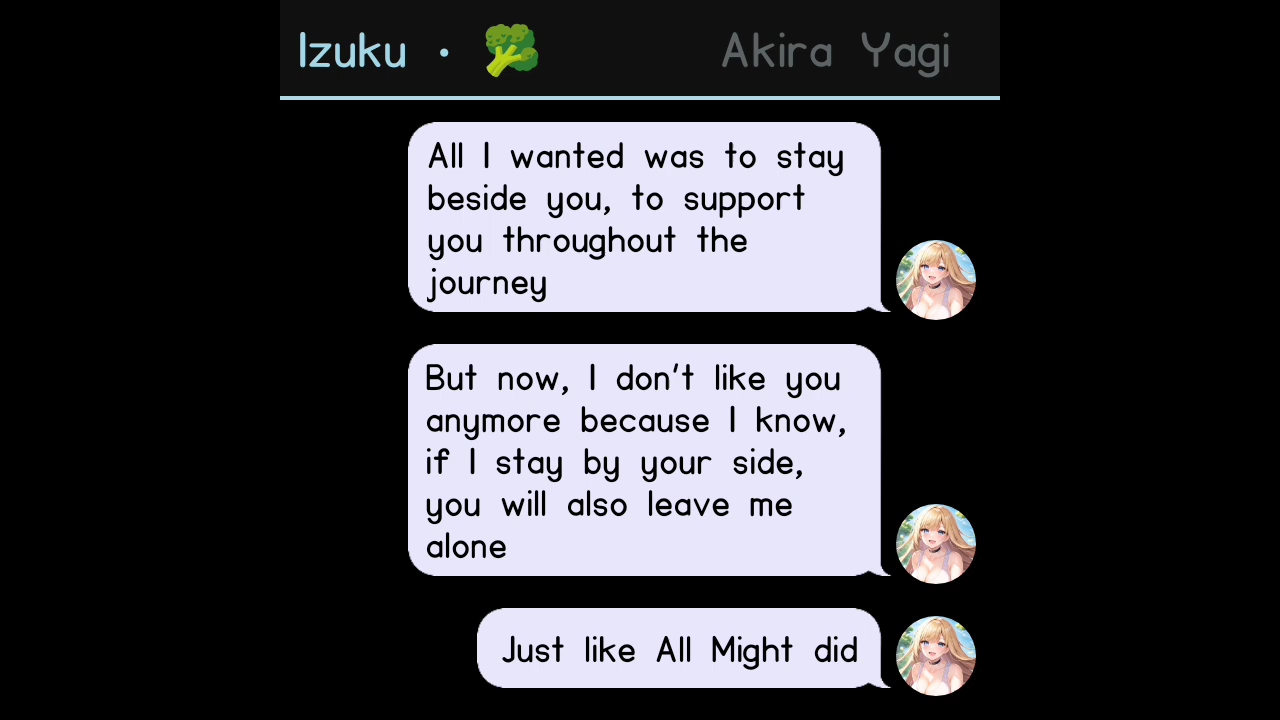 Izuku • 🥦 Akira Yagi
All I wanted was to stay
beside you, to support
you throughout the
journey
But now, I don't like you
anymore because I know,
if I stay by your side,
you will also leave me
alone
Just like All Might did